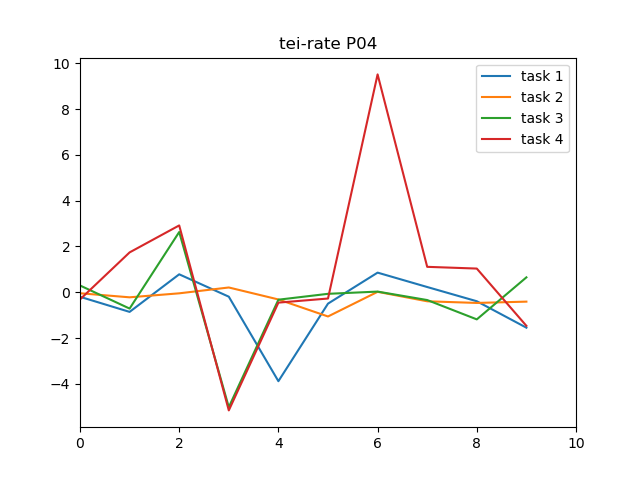 tei-rate P04
10
8
6
4
2
0
−2
−4
0 2 4 6 8 10
task 1
task 2
task 3
task 4